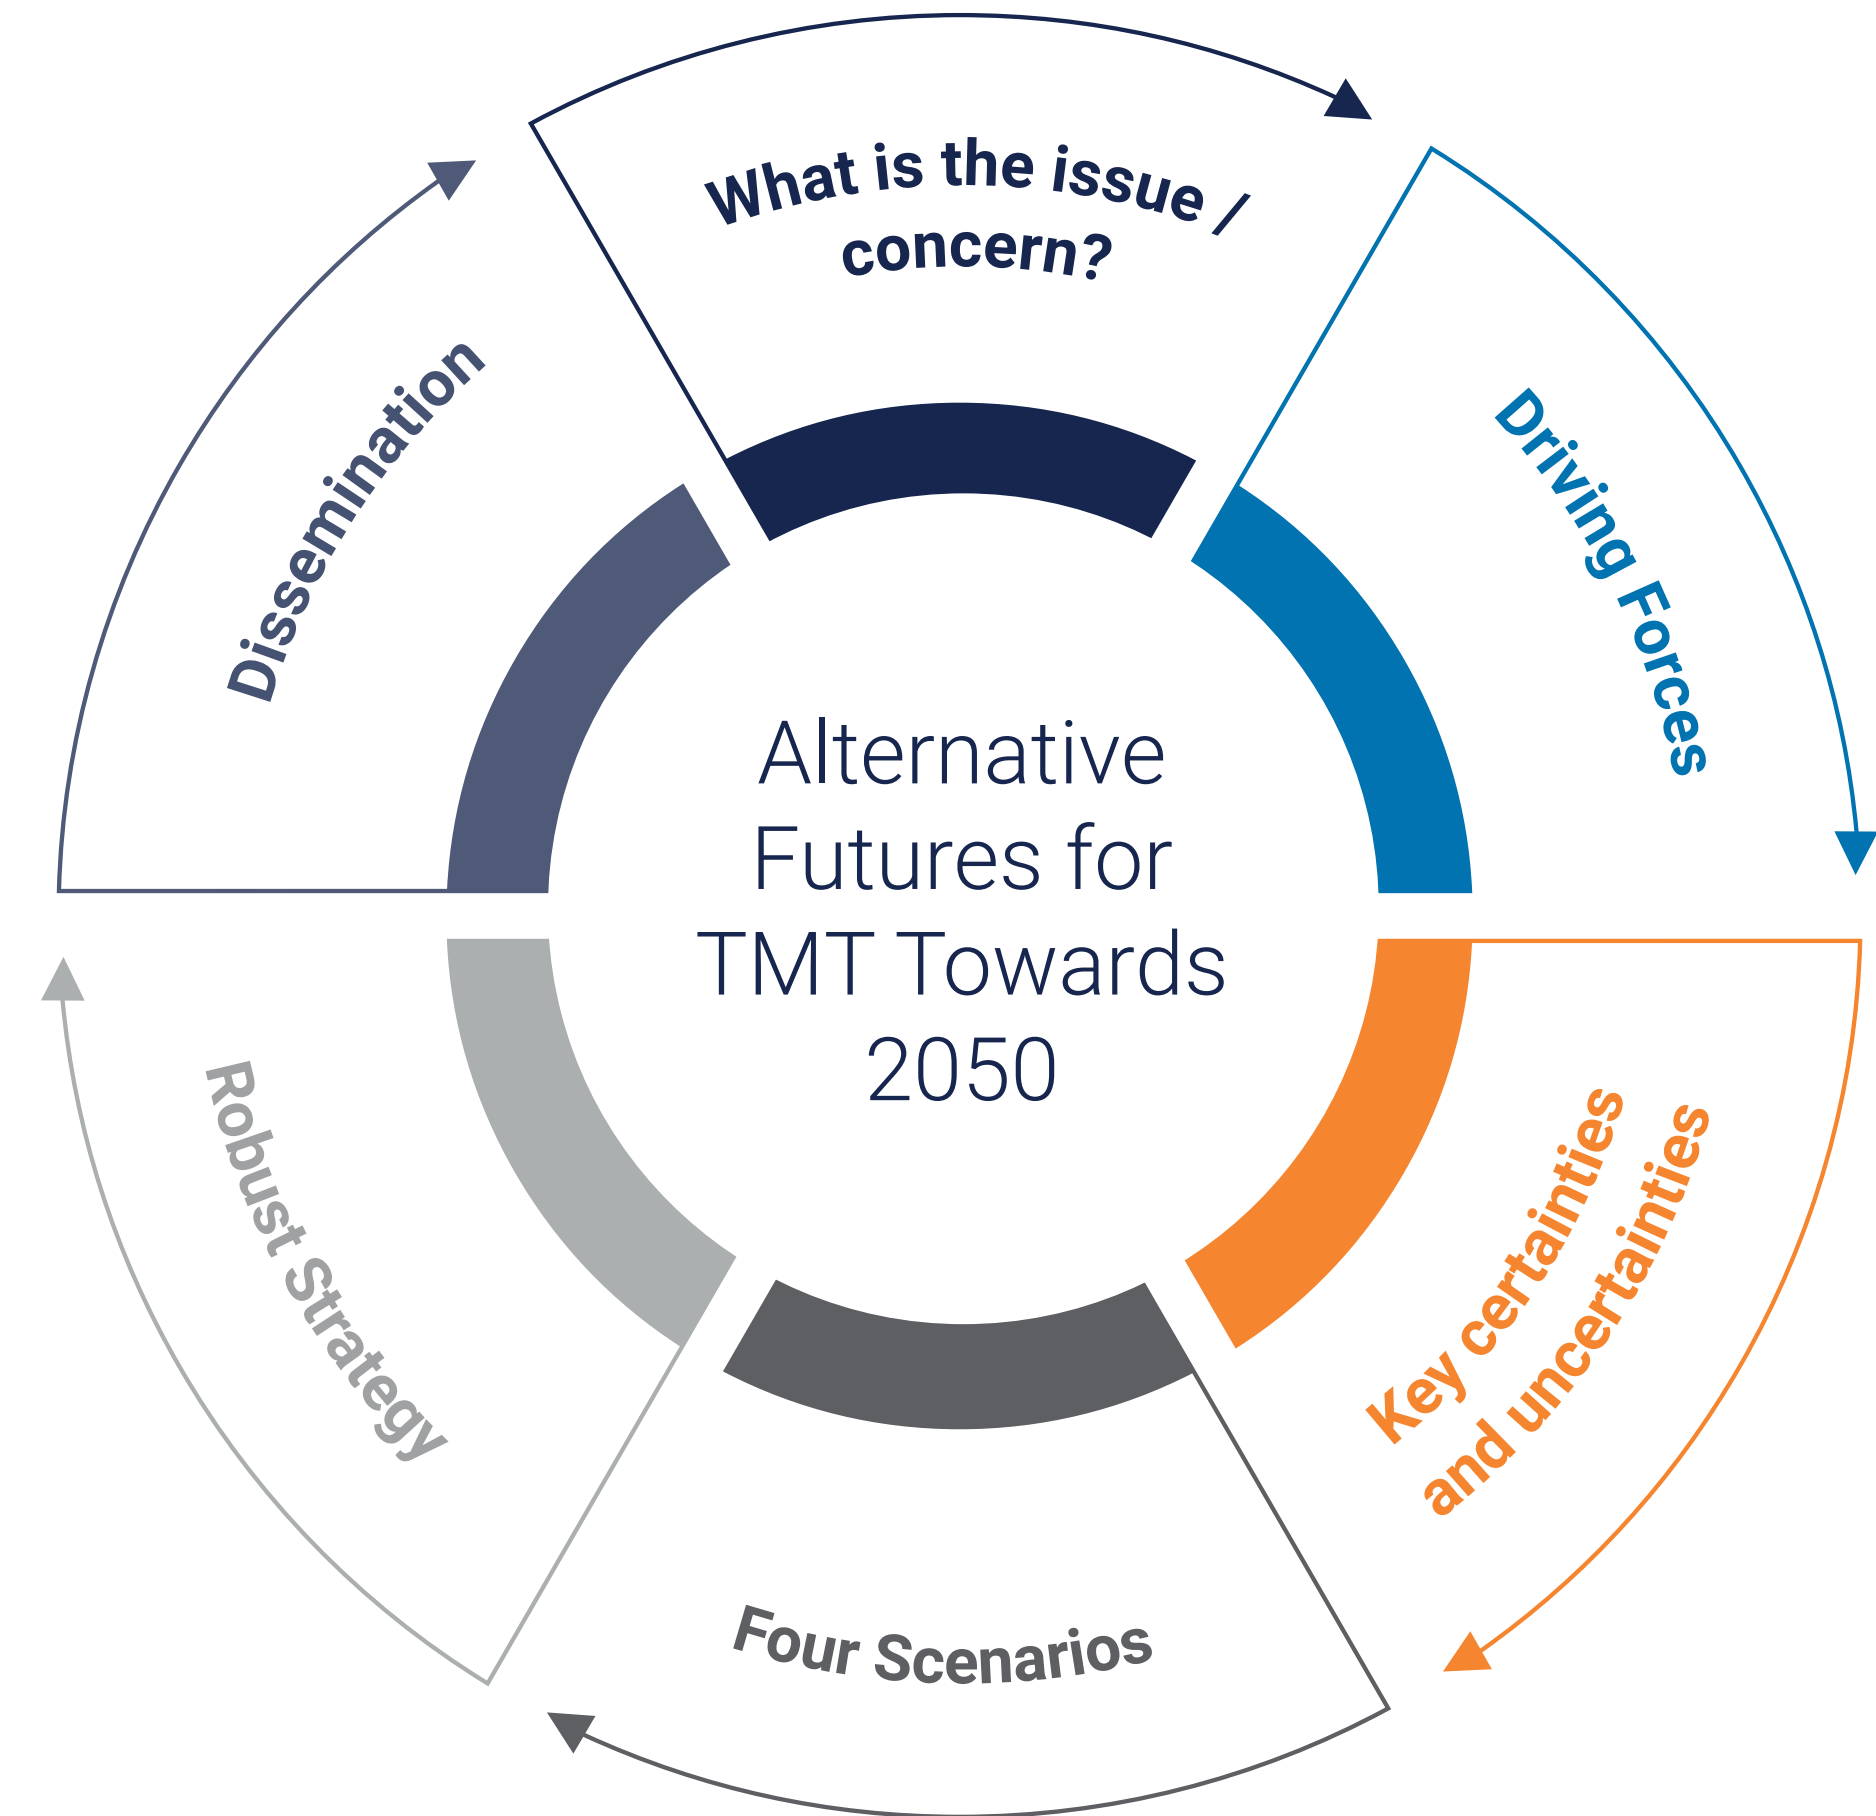 What is the issue /
concern?
Driving Forces
Key certainties
and uncertainties
Four Scenarios
Robust Strategy
Dissemination
Alternative
Futures for
TMT Towards
2050